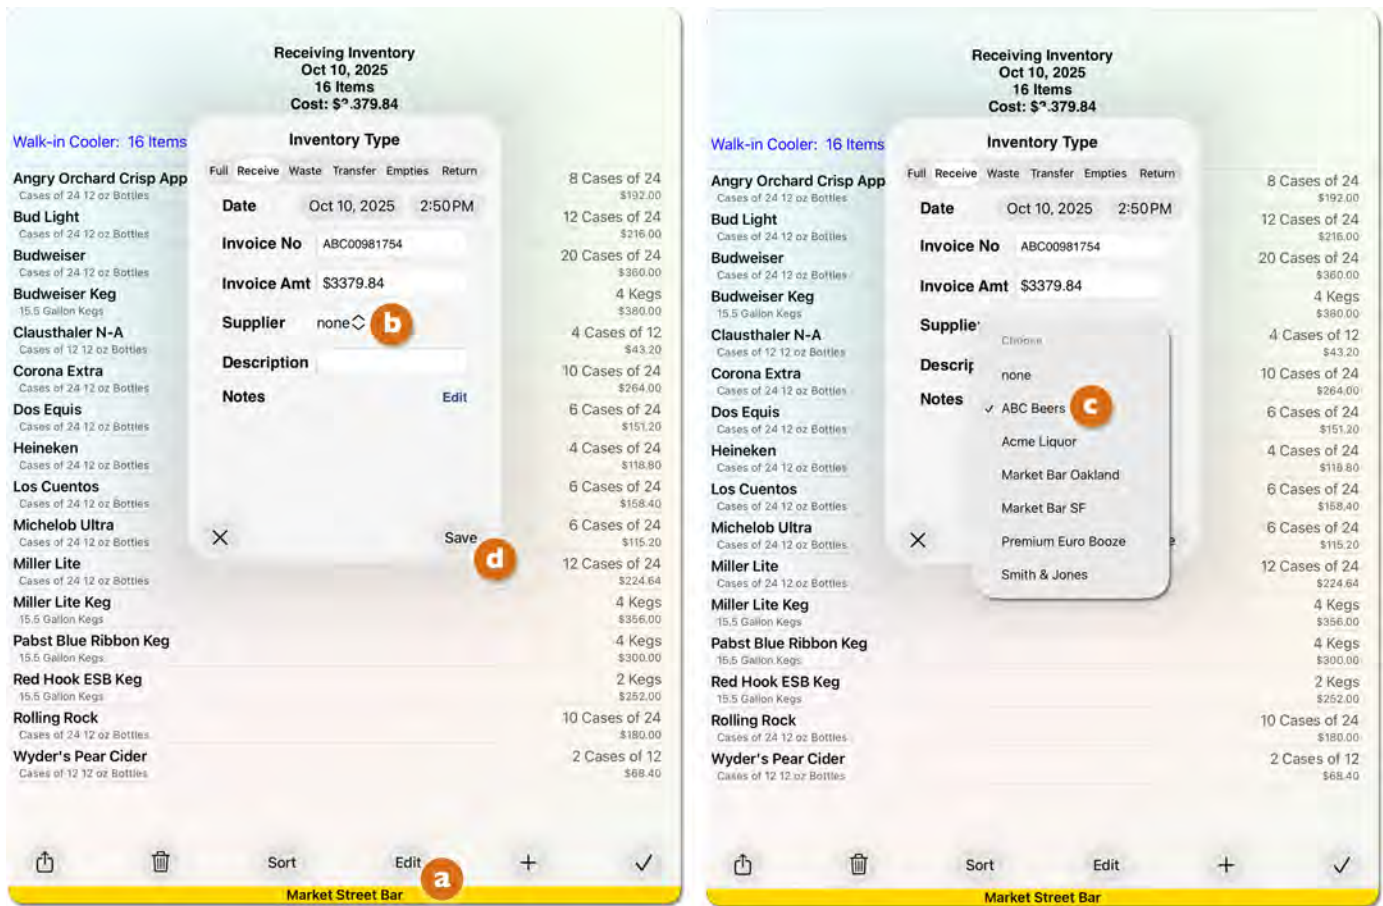 Receiving Inventory
Oct 10, 2025
16 Items
Cost: $3,379.84
Walk-in Cooler: 16 Items
Inventory Type
Full Receive Waste Transfer Empties Return
Angry Orchard Crisp App 8 Cases of 24
Cases of 24 12 oz Bottles $192.00
Date Oct 10, 2025 2:50 PM
Bud Light 12 Cases of 24
Cases of 24 12 oz Bottles $216.00
Invoice No ABC00981754
Budweiser 20 Cases of 24
Cases of 24 12 oz Bottles $360.00
Invoice Amt $3379.84
Budweiser Keg 4 Kegs
15.5 Gallon Kegs $380.00
Supplier none b
Clausthaler N-A 4 Cases of 12
Cases of 12 12 oz Bottles $43.20
Description
Corona Extra 10 Cases of 24
Cases of 24 12 oz Bottles $264.00
Notes Edit
Dos Equis 6 Cases of 24
Cases of 24 12 oz Bottles $151.20
Heineken 4 Cases of 24
Cases of 24 12 oz Bottles $118.80
Los Cuentos 6 Cases of 24
Cases of 24 12 oz Bottles $158.40
Michelob Ultra 6 Cases of 24
Cases of 24 12 oz Bottles $115.20
Save
d
Miller Lite 12 Cases of 24
Cases of 24 12 oz Bottles $224.64
Miller Lite Keg 4 Kegs
15.5 Gallon Kegs $356.00
Pabst Blue Ribbon Keg 4 Kegs
15.5 Gallon Kegs $300.00
Red Hook ESB Keg 2 Kegs
15.5 Gallon Kegs $252.00
Rolling Rock 10 Cases of 24
Cases of 24 12 oz Bottles $180.00
Wyder's Pear Cider 2 Cases of 12
Cases of 12 12 oz Bottles $68.40
Sort Edit
a
Market Street Bar
Receiving Inventory
Oct 10, 2025
16 Items
Cost: $3,379.84
Walk-in Cooler: 16 Items
Inventory Type
Full Receive Waste Transfer Empties Return
Angry Orchard Crisp App 8 Cases of 24
Cases of 24 12 oz Bottles $192.00
Date Oct 10, 2025 2:50 PM
Bud Light 12 Cases of 24
Cases of 24 12 oz Bottles $216.00
Invoice No ABC00981754
Budweiser 20 Cases of 24
Cases of 24 12 oz Bottles $360.00
Invoice Amt $3379.84
Budweiser Keg 4 Kegs
15.5 Gallon Kegs $380.00
Supplie
Choose
Clausthaler N-A 4 Cases of 12
Cases of 12 12 oz Bottles $43.20
Descrip
none
Corona Extra 10 Cases of 24
Cases of 24 12 oz Bottles $264.00
Notes
ABC Beers c
Dos Equis 6 Cases of 24
Cases of 24 12 oz Bottles $151.20
Acme Liquor
Heineken 4 Cases of 24
Cases of 24 12 oz Bottles $118.80
Market Bar Oakland
Los Cuentos 6 Cases of 24
Cases of 24 12 oz Bottles $158.40
Market Bar SF
Michelob Ultra 6 Cases of 24
Cases of 24 12 oz Bottles $115.20
Premium Euro Booze e
Miller Lite 12 Cases of 24
Cases of 24 12 oz Bottles $224.64
Smith & Jones
Miller Lite Keg 4 Kegs
15.5 Gallon Kegs $356.00
Pabst Blue Ribbon Keg 4 Kegs
15.5 Gallon Kegs $300.00
Red Hook ESB Keg 2 Kegs
15.5 Gallon Kegs $252.00
Rolling Rock 10 Cases of 24
Cases of 24 12 oz Bottles $180.00
Wyder's Pear Cider 2 Cases of 12
Cases of 12 12 oz Bottles $68.40
Sort Edit
Market Street Bar